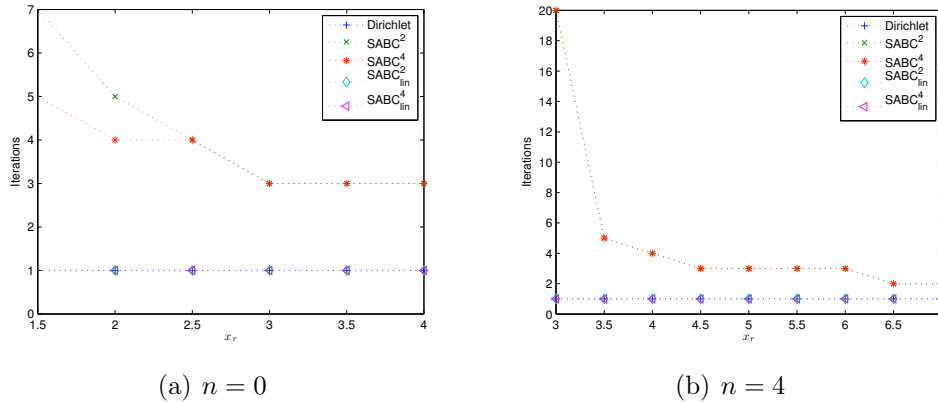 7
6
5
4
3
2
1
0
Iterations
1.5 2 2.5 3 3.5 4
x_r
Dirichlet
SABC^2
SABC^4
SABC^2_lin
SABC^4_lin
(a) n = 0
20
18
16
14
12
10
8
6
4
2
0
Iterations
3 3.5 4 4.5 5 5.5 6 6.5
x_r
Dirichlet
SABC^2
SABC^4
SABC^2_lin
SABC^4_lin
(b) n = 4